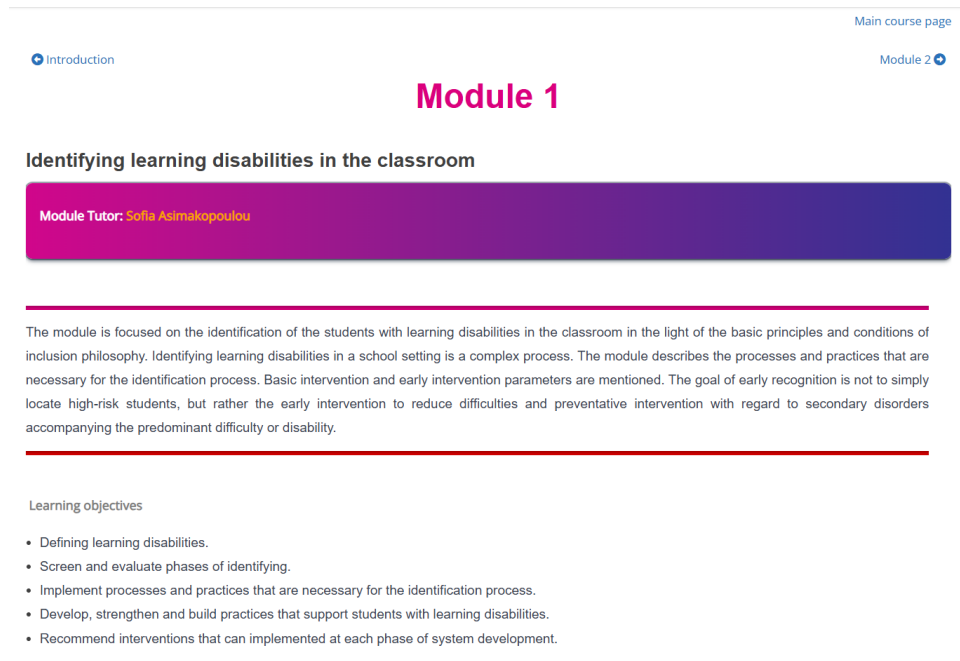 Main course page
Introduction
Module 2
Module 1
Identifying learning disabilities in the classroom
Module Tutor: Sofia Asimakopoulou
The module is focused on the identification of the students with learning disabilities in the classroom in the light of the basic principles and conditions of
inclusion philosophy. Identifying learning disabilities in a school setting is a complex process. The module describes the processes and practices that are
necessary for the identification process. Basic intervention and early intervention parameters are mentioned. The goal of early recognition is not to simply
locate high-risk students, but rather the early intervention to reduce difficulties and preventative intervention with regard to secondary disorders
accompanying the predominant difficulty or disability.
Learning objectives
• Defining learning disabilities.
• Screen and evaluate phases of identifying.
• Implement processes and practices that are necessary for the identification process.
• Develop, strengthen and build practices that support students with learning disabilities.
• Recommend interventions that can implemented at each phase of system development.